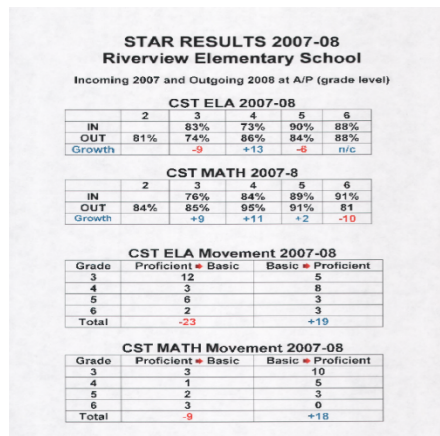 STAR RESULTS 2007-08
Riverview Elementary School
Incoming 2007 and Outgoing 2008 at A/P (grade level)
CST ELA 2007-08
2 3 4 5 6
IN 83% 73% 90% 88%
OUT 81% 74% 86% 84% 88%
Growth -9 +13 -6 n/c
CST MATH 2007-8
2 3 4 5 6
IN 76% 84% 89% 91%
OUT 84% 85% 95% 91% 81
Growth +9 +11 +2 -10
CST ELA Movement 2007-08
Grade Proficient ➨ Basic Basic ➨ Proficient
3 12 5
4 3 8
5 6 3
6 2 3
Total -23 +19
CST MATH Movement 2007-08
Grade Proficient ➨ Basic Basic ➨ Proficient
3 3 10
4 1 5
5 2 3
6 3 0
Total -9 +18